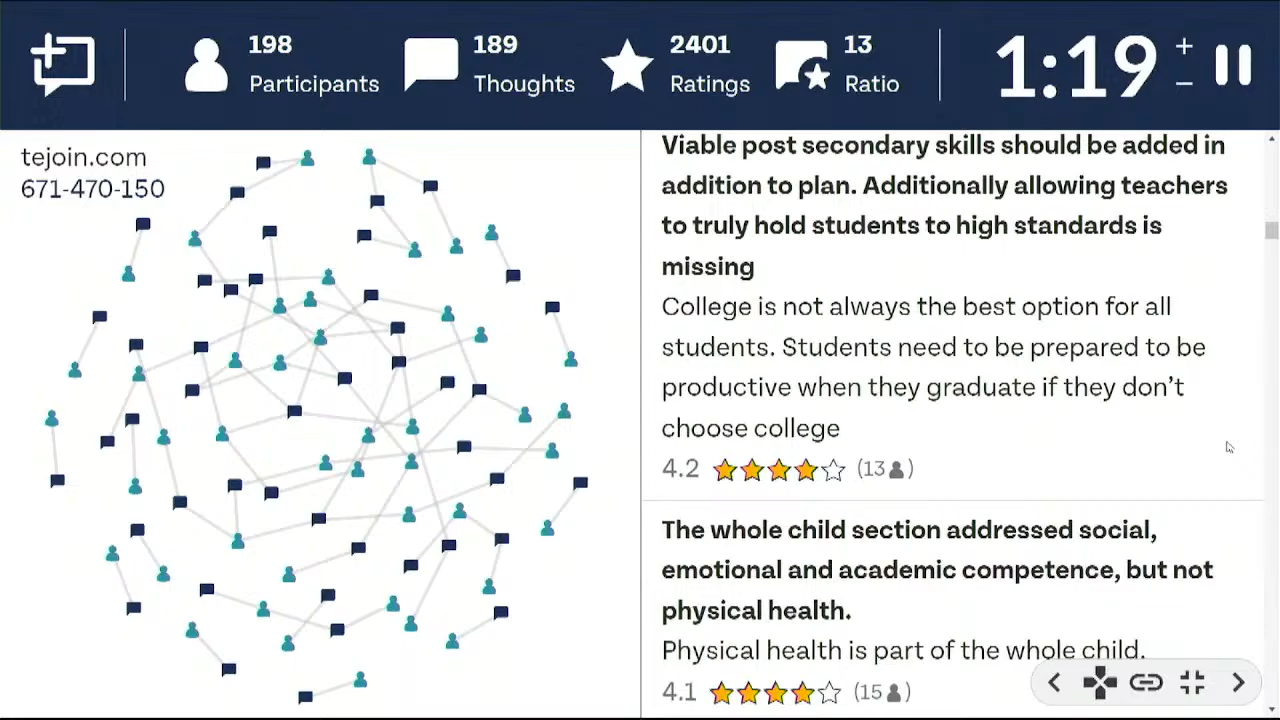 198
Participants
189
Thoughts
2401
Ratings
13
Ratio
1:19
+
−
tejoin.com
671-470-150
Viable post secondary skills should be added in
addition to plan. Additionally allowing teachers
to truly hold students to high standards is
missing
College is not always the best option for all
students. Students need to be prepared to be
productive when they graduate if they don’t
choose college
4.2 (13)
The whole child section addressed social,
emotional and academic competence, but not
physical health.
Physical health is part of the whole child.
4.1 (15)